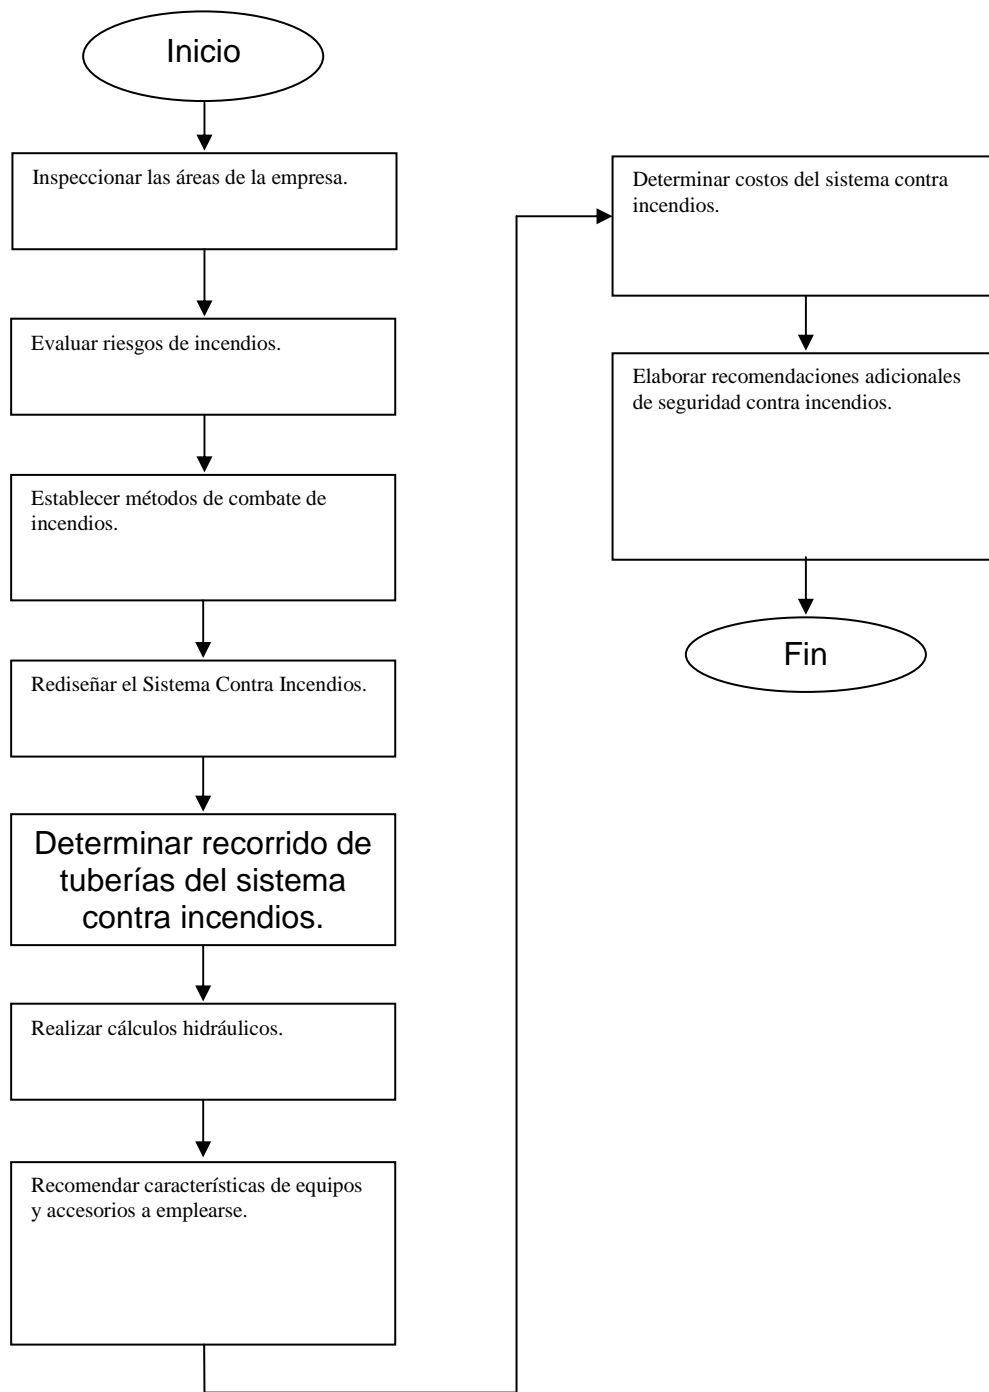 Inicio
Inspeccionar las áreas de la empresa.
Evaluar riesgos de incendios.
Establecer métodos de combate de
incendios.
Rediseñar el Sistema Contra Incendios.
Determinar recorrido de
tuberías del sistema
contra incendios.
Realizar cálculos hidráulicos.
Recomendar características de equipos
y accesorios a emplearse.
Determinar costos del sistema contra
incendios.
Elaborar recomendaciones adicionales
de seguridad contra incendios.
Fin